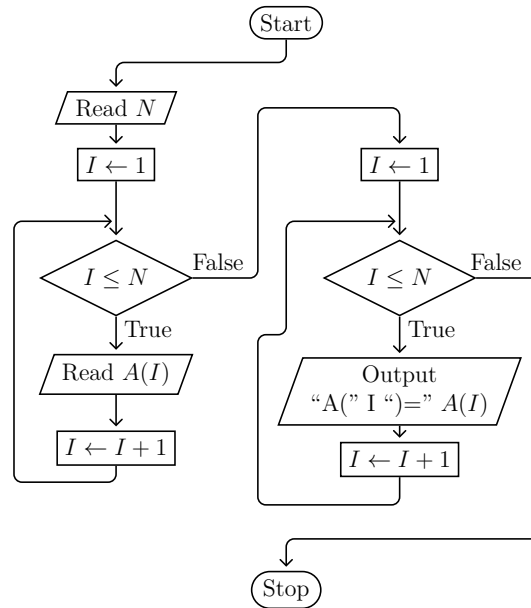 Start
Read N
I ← 1
I ≤ N
False
True
Read A(I)
I ← I + 1
I ← 1
I ≤ N
False
True
Output
“A(” I “)=” A(I)
I ← I + 1
Stop